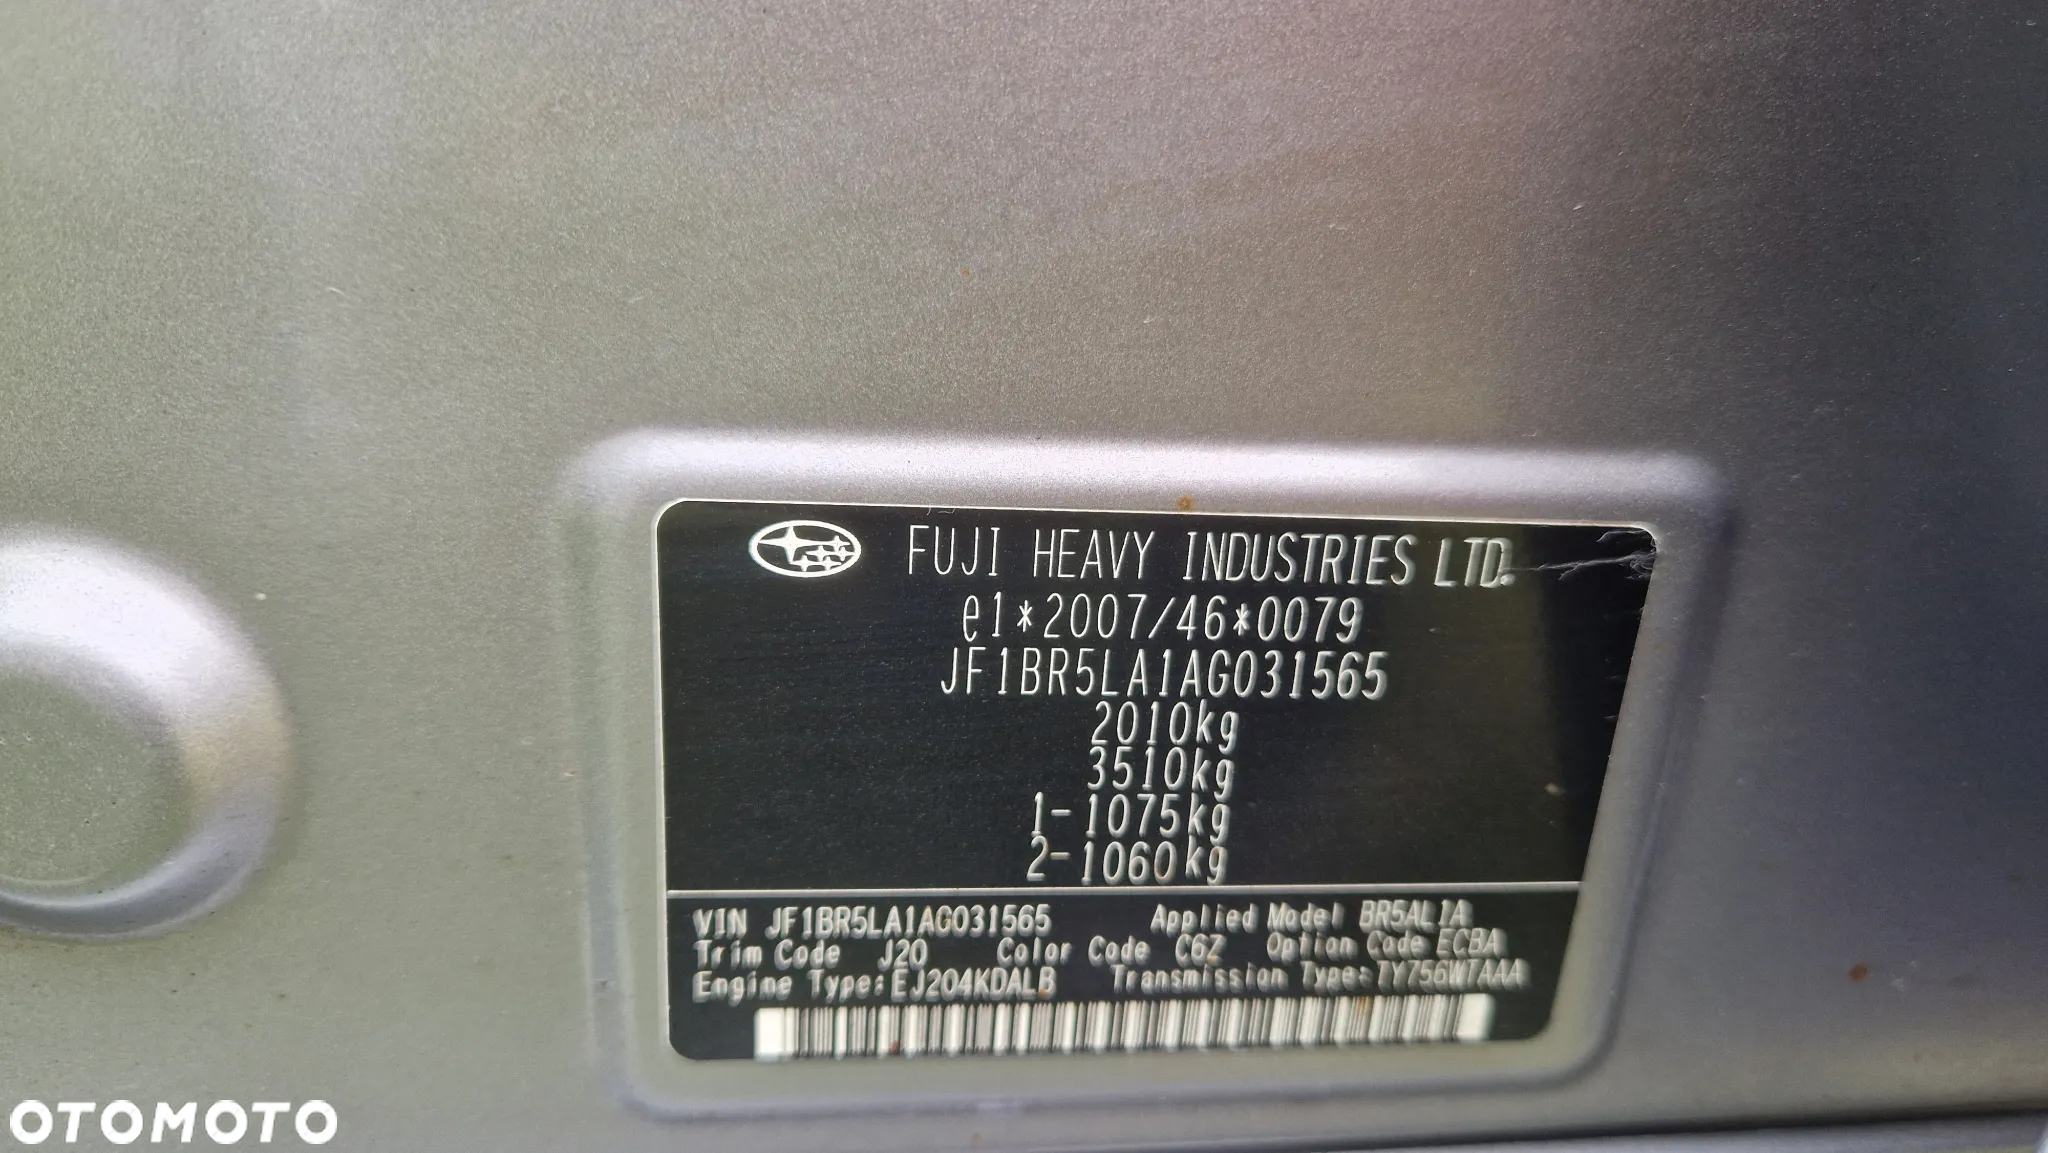 FUJI HEAVY INDUSTRIES LTD.
e1*2007/46*0079
JF1BR5LA1AG031565
2010kg
3510kg
1-1075kg
2-1060kg
VIN JF1BR5LA1AG031565 Applied Model BR5AL1A
Trim Code J20 Color Code C6Z Option Code ECBA
Engine Type:EJ204KDALB Transmission Type:TY756W1AAA
OTOMOTO